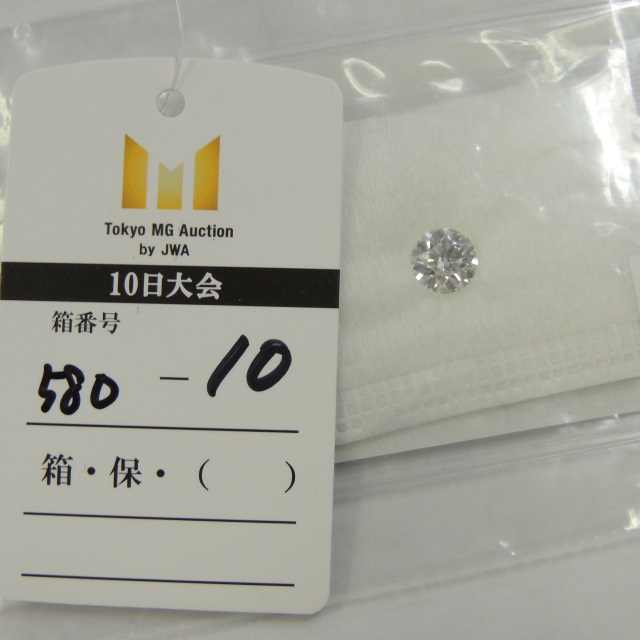 Tokyo MG Auction
by JWA
10日大会
箱番号
580 - 10
箱・保・(    )